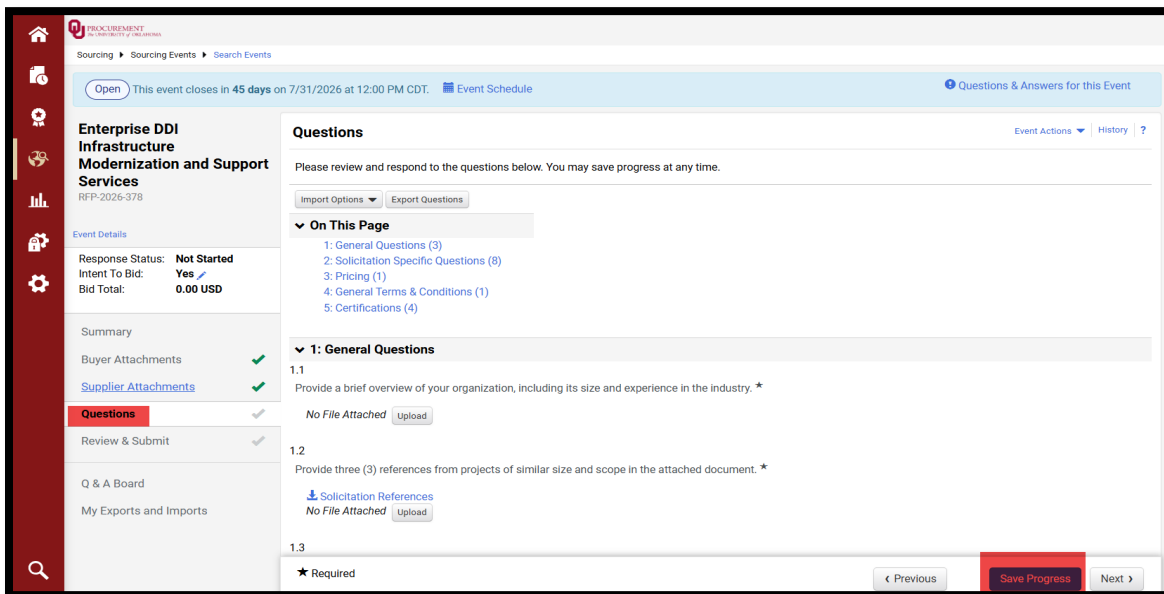 PROCUREMENT
the UNIVERSITY of OKLAHOMA
Sourcing Sourcing Events Search Events
Open This event closes in 45 days on 7/31/2026 at 12:00 PM CDT. Event Schedule
Questions & Answers for this Event
Enterprise DDI
Infrastructure
Modernization and Support
Services
RFP-2026-378
Event Details
Response Status: Not Started
Intent To Bid: Yes
Bid Total: 0.00 USD
Summary
Buyer Attachments
Supplier Attachments
Questions
Review & Submit
Q & A Board
My Exports and Imports
Questions
Event Actions History ?
Please review and respond to the questions below. You may save progress at any time.
Import Options Export Questions
On This Page
1: General Questions (3)
2: Solicitation Specific Questions (8)
3: Pricing (1)
4: General Terms & Conditions (1)
5: Certifications (4)
1: General Questions
1.1
Provide a brief overview of your organization, including its size and experience in the industry. ★
No File Attached Upload
1.2
Provide three (3) references from projects of similar size and scope in the attached document. ★
Solicitation References
No File Attached Upload
1.3
★ Required
‹ Previous Save Progress Next ›